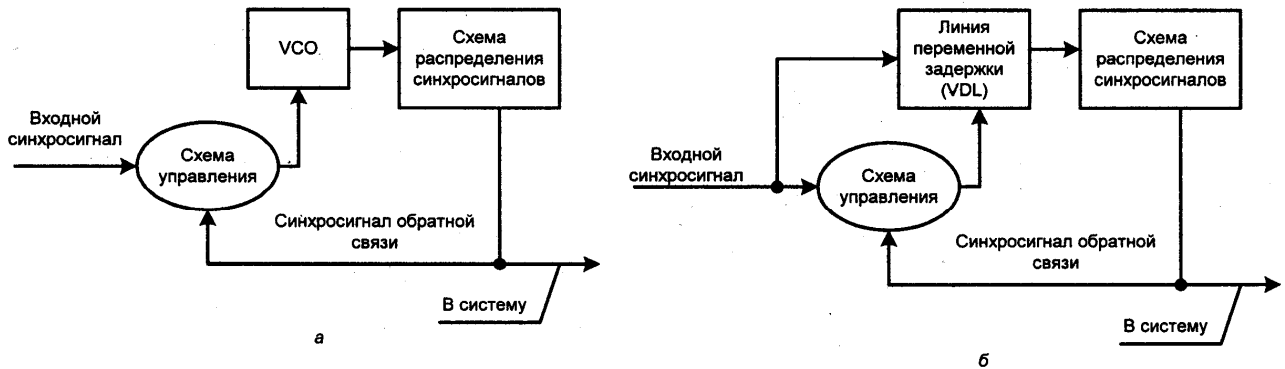 VCO
Схема
распределения
синхросигналов
Входной
синхросигнал
Схема
управления
Синхросигнал обратной
связи
В систему
а
Линия
переменной
задержки
(VDL)
Схема
распределения
синхросигналов
Входной
синхросигнал
Схема
управления
Синхросигнал обратной
связи
В систему
б